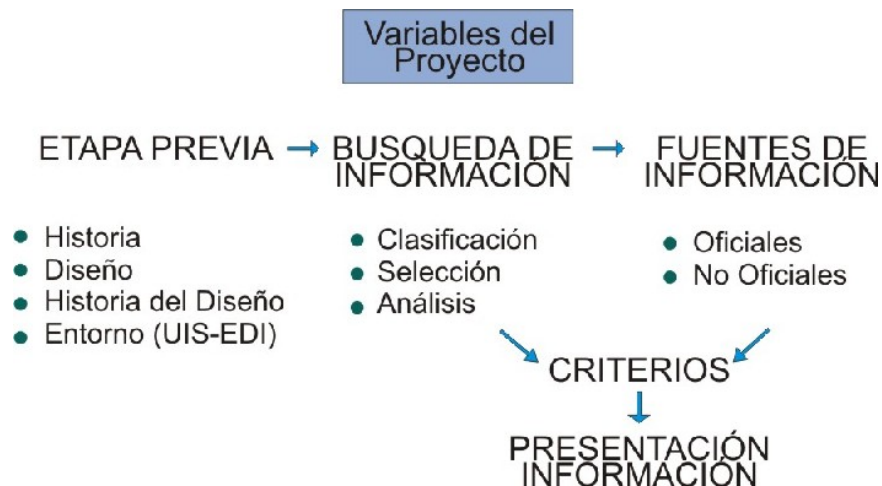 Variables del
Proyecto
ETAPA PREVIA
BUSQUEDA DE
INFORMACIÓN
FUENTES DE
INFORMACIÓN
Historia
Diseño
Historia del Diseño
Entorno (UIS-EDI)
Clasificación
Selección
Análisis
Oficiales
No Oficiales
CRITERIOS
PRESENTACIÓN
INFORMACIÓN